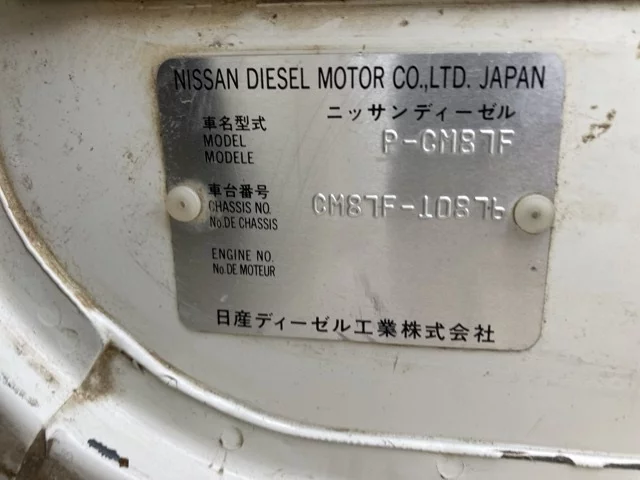 NISSAN DIESEL MOTOR CO.,LTD. JAPAN
ニッサンディーゼル
車名型式
MODEL
MODELE
P-CM87F
車台番号
CHASSIS NO.
No.DE CHASSIS
CM87F-10876
ENGINE NO.
No.DE MOTEUR
日産ディーゼル工業株式会社